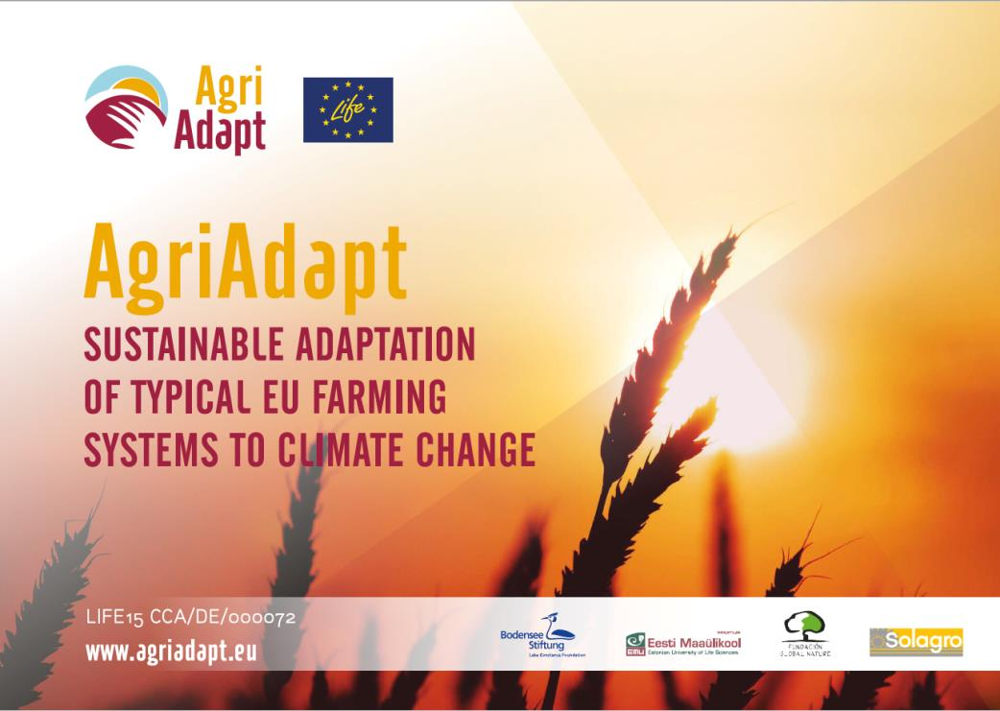 Agri
Adapt
Life
AgriAdapt
SUSTAINABLE ADAPTATION
OF TYPICAL EU FARMING
SYSTEMS TO CLIMATE CHANGE
LIFE15 CCA/DE/000072
www.agriadapt.eu
Bodensee
Stiftung
Lake Constance Foundation
EMU
Eesti Maaülikool
Estonian University of Life Sciences
FUNDACIÓN
GLOBAL NATURE
Solagro